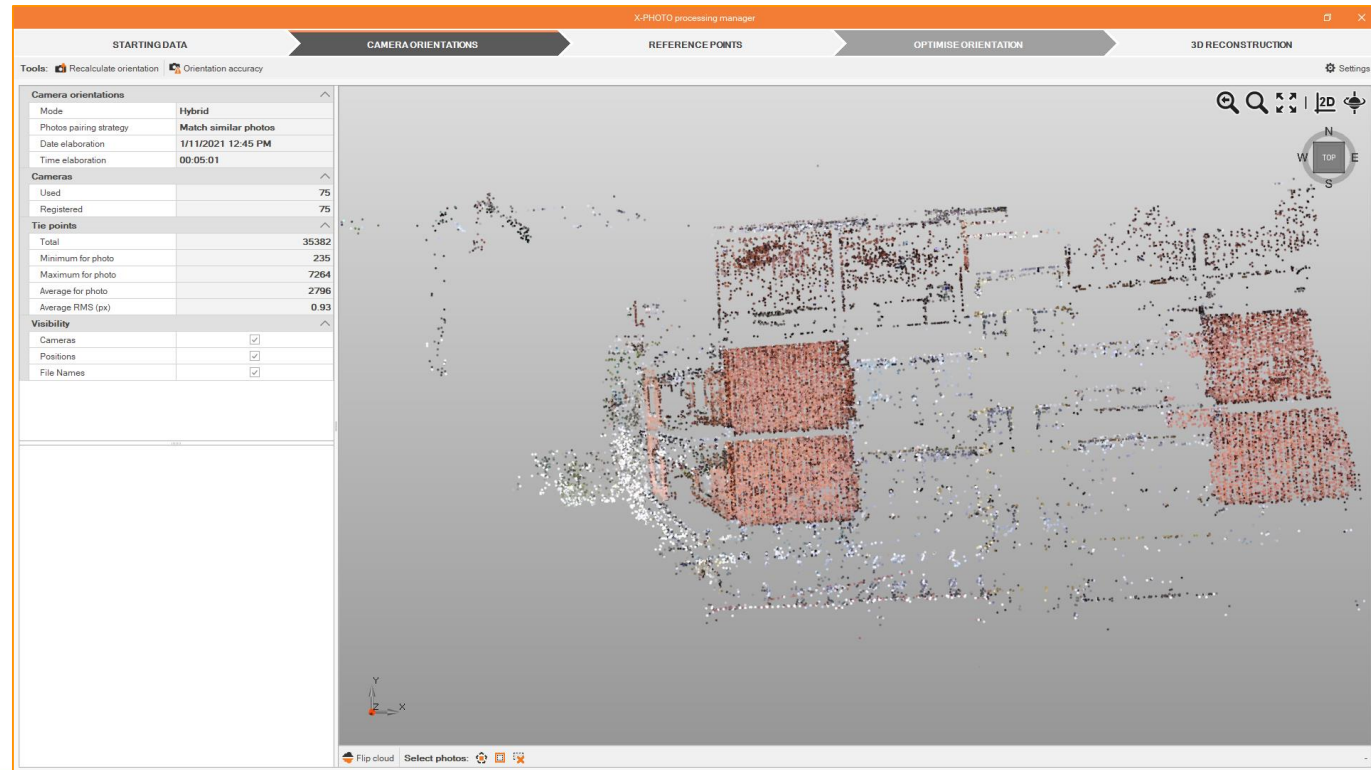 X-PHOTO processing manager
STARTING DATA CAMERA ORIENTATIONS REFERENCE POINTS OPTIMISE ORIENTATION 3D RECONSTRUCTION
Tools: Recalculate orientation Orientation accuracy Settings
Camera orientations
Mode Hybrid
Photos pairing strategy Match similar photos
Date elaboration 1/11/2021 12:45 PM
Time elaboration 00:05:01
Cameras
Used 75
Registered 75
Tie points
Total 35382
Minimum for photo 235
Maximum for photo 7264
Average for photo 2796
Average RMS (px) 0.93
Visibility
Cameras
Positions
File Names
2D
N
W TOP E
S
Y
Z X
Flip cloud Select photos: